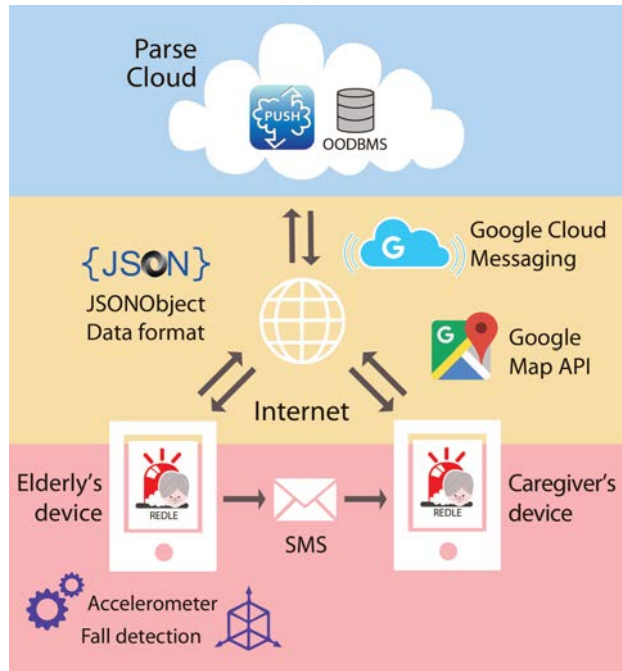 Parse
Cloud
PUSH
OODBMS
G
Google Cloud
Messaging
{JSON}
JSONObject
Data format
G
Google
Map API
Internet
Elderly's
device
REDLE
SMS
REDLE
Caregiver's
device
Accelerometer
Fall detection